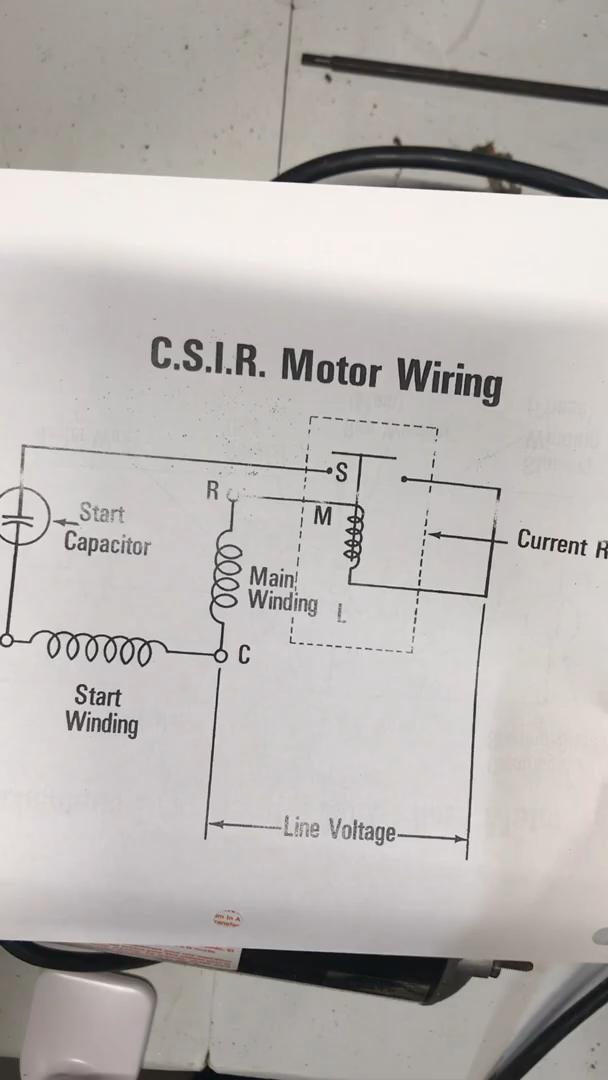 C.S.I.R. Motor Wiring
S
R
Start
Capacitor
M
Current R
Main
Winding
L
C
Start
Winding
Line Voltage